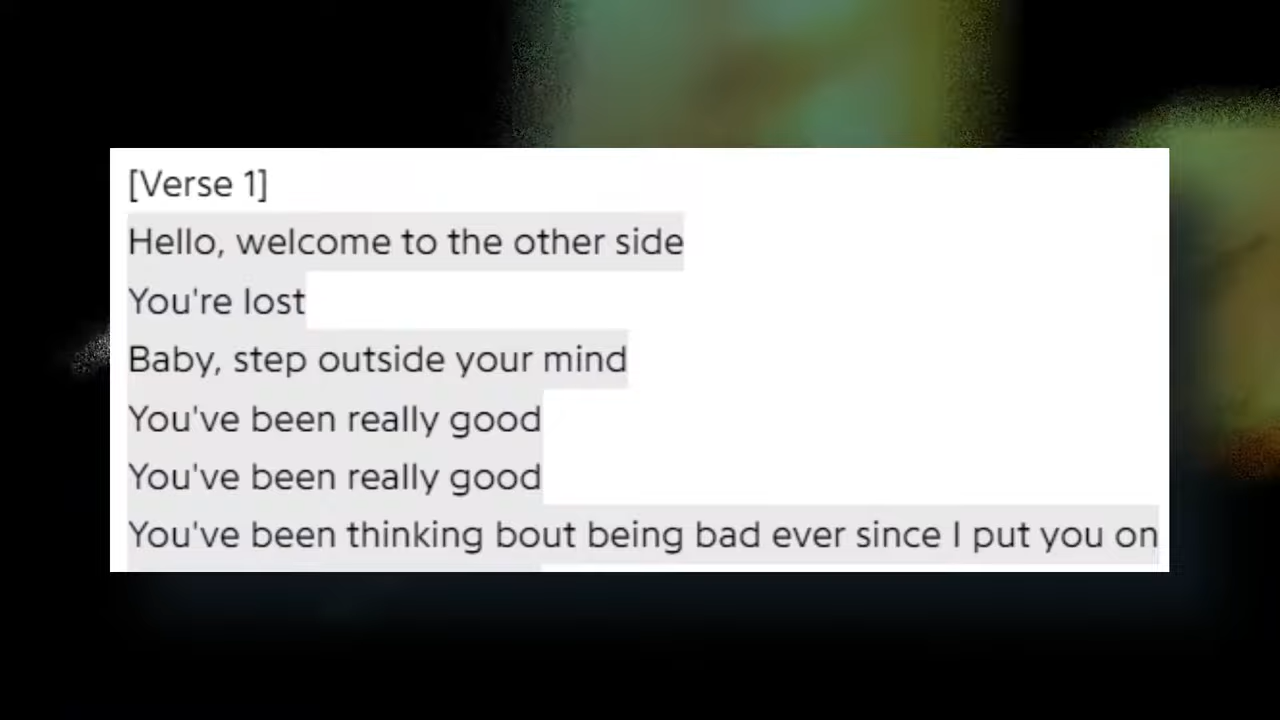 [Verse 1]
Hello, welcome to the other side
You're lost
Baby, step outside your mind
You've been really good
You've been really good
You've been thinking bout being bad ever since I put you on